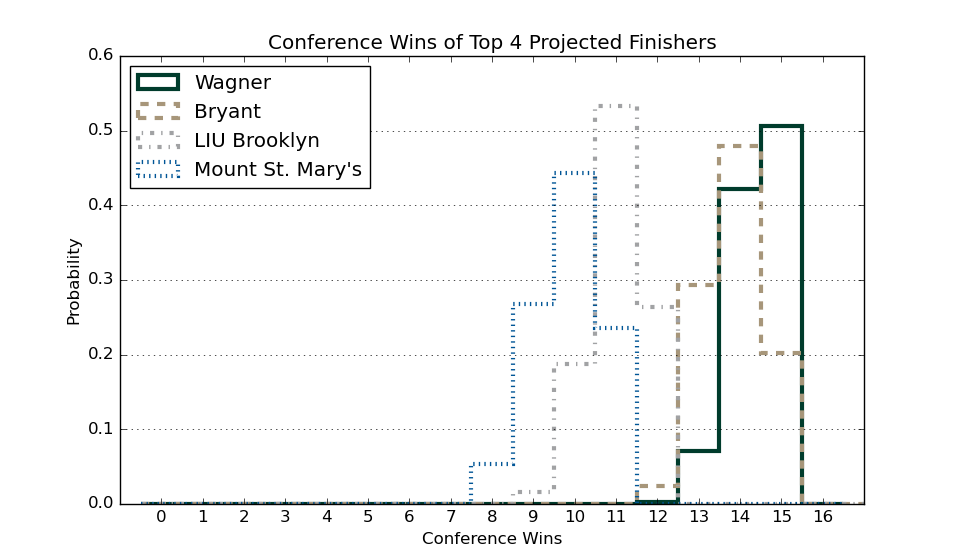 Conference Wins of Top 4 Projected Finishers
0.6
0.5
0.4
0.3
0.2
0.1
0.0
Probability
Wagner
Bryant
LIU Brooklyn
Mount St. Mary's
0 1 2 3 4 5 6 7 8 9 10 11 12 13 14 15 16
Conference Wins